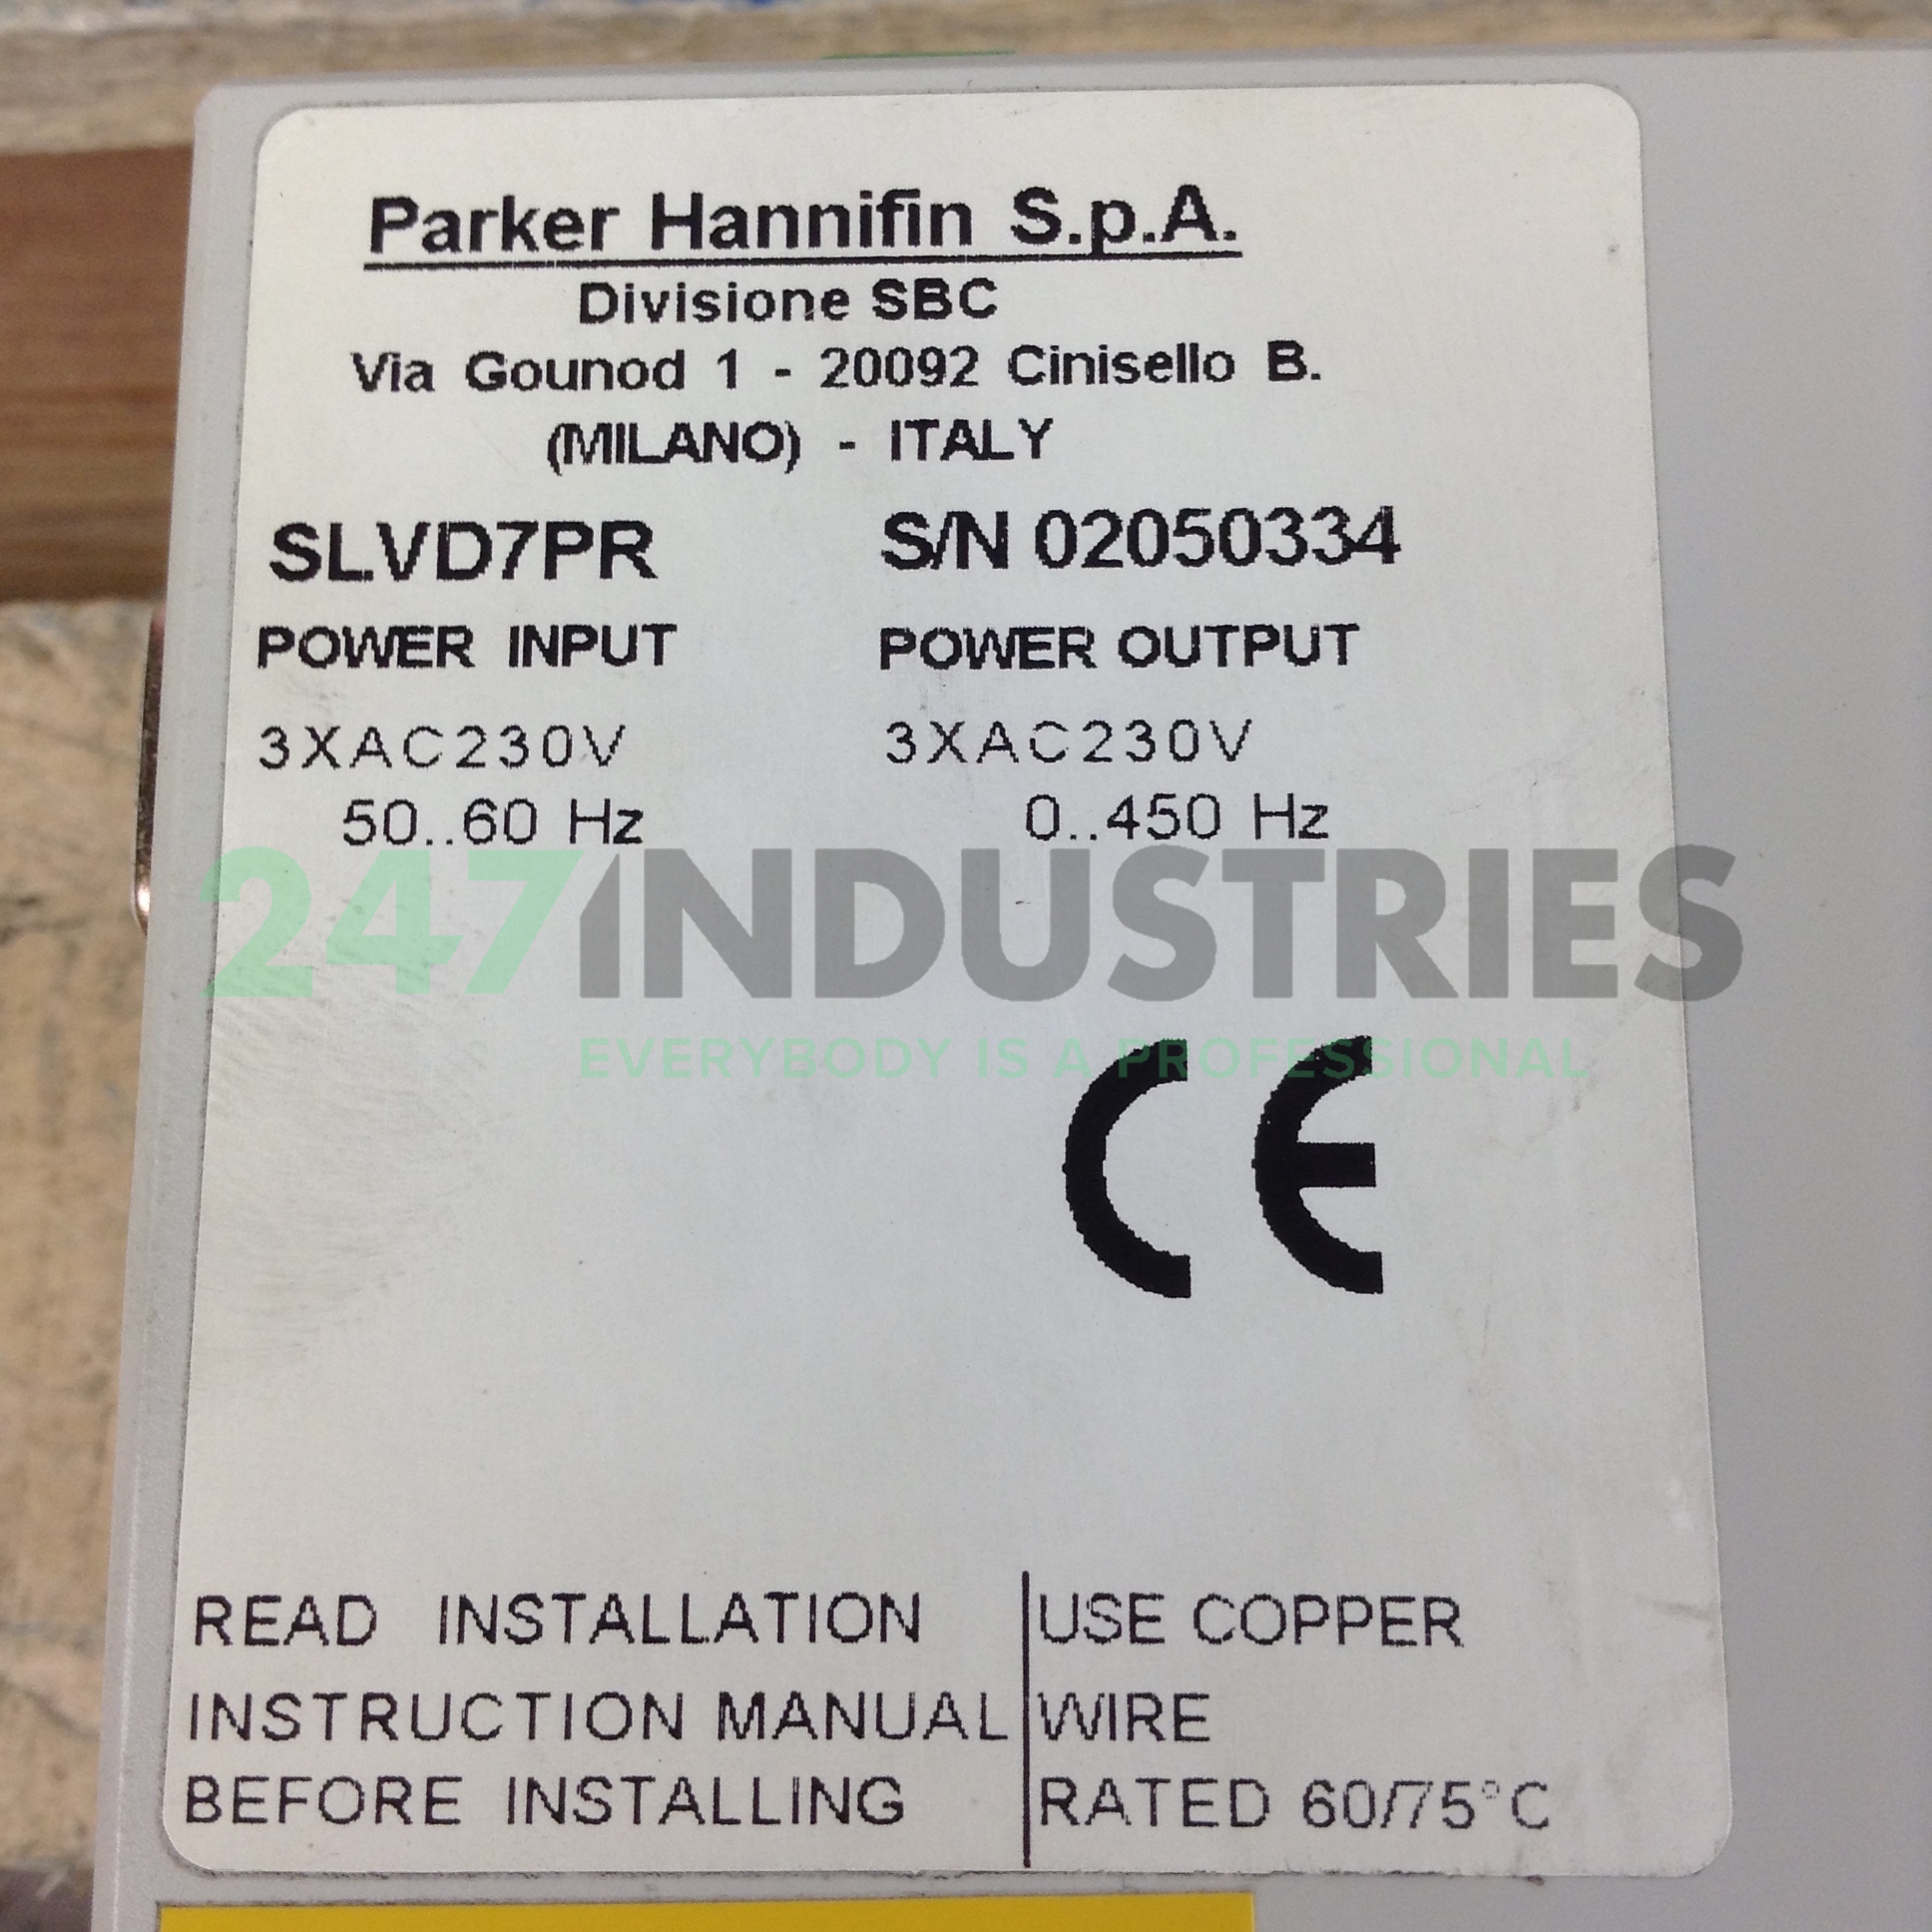 Parker Hannifin S.p.A.
Divisione SBC
Via Gounod 1 - 20092 Cinisello B.
(MILANO) - ITALY
SLVD7PR S/N 02050334
POWER INPUT POWER OUTPUT
3XAC230V 3XAC230V
50..60 Hz 0..450 Hz
247INDUSTRIES
EVERYBODY IS A PROFESSIONAL
CE
READ INSTALLATION USE COPPER
INSTRUCTION MANUAL WIRE
BEFORE INSTALLING RATED 60/75°C